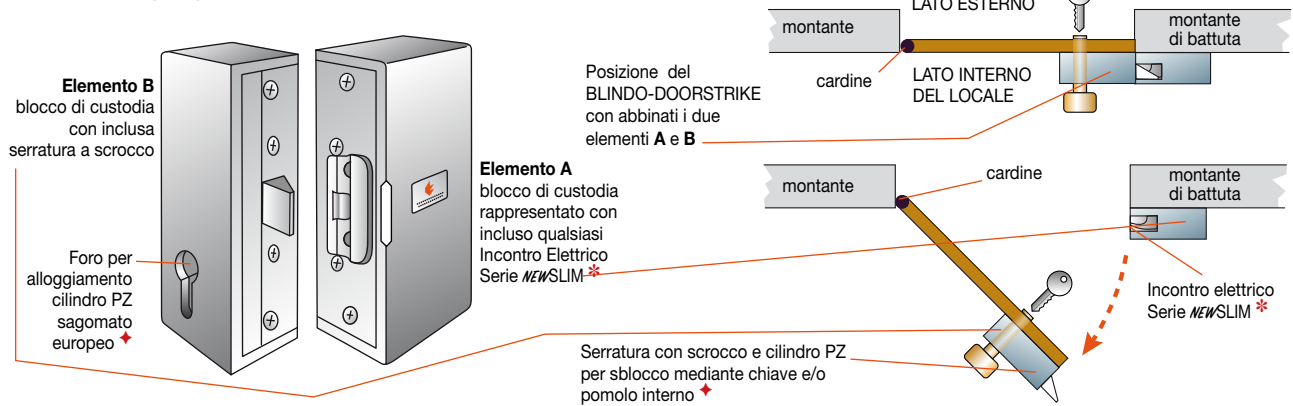 LATO ESTERNO
montante
montante
di battuta
cardine
LATO INTERNO
DEL LOCALE
Posizione del
BLINDO-DOORSTRIKE
con abbinati i due
elementi A e B
Elemento B
blocco di custodia
con inclusa
serratura a scrocco
Elemento A
blocco di custodia
rappresentato con
incluso qualsiasi
Incontro Elettrico
Serie NEWSLIM *
Foro per
alloggiamento
cilindro PZ
sagomato
europeo ✦
montante
cardine
montante
di battuta
Incontro elettrico
Serie NEWSLIM *
Serratura con scrocco e cilindro PZ
per sblocco mediante chiave e/o
pomolo interno ✦